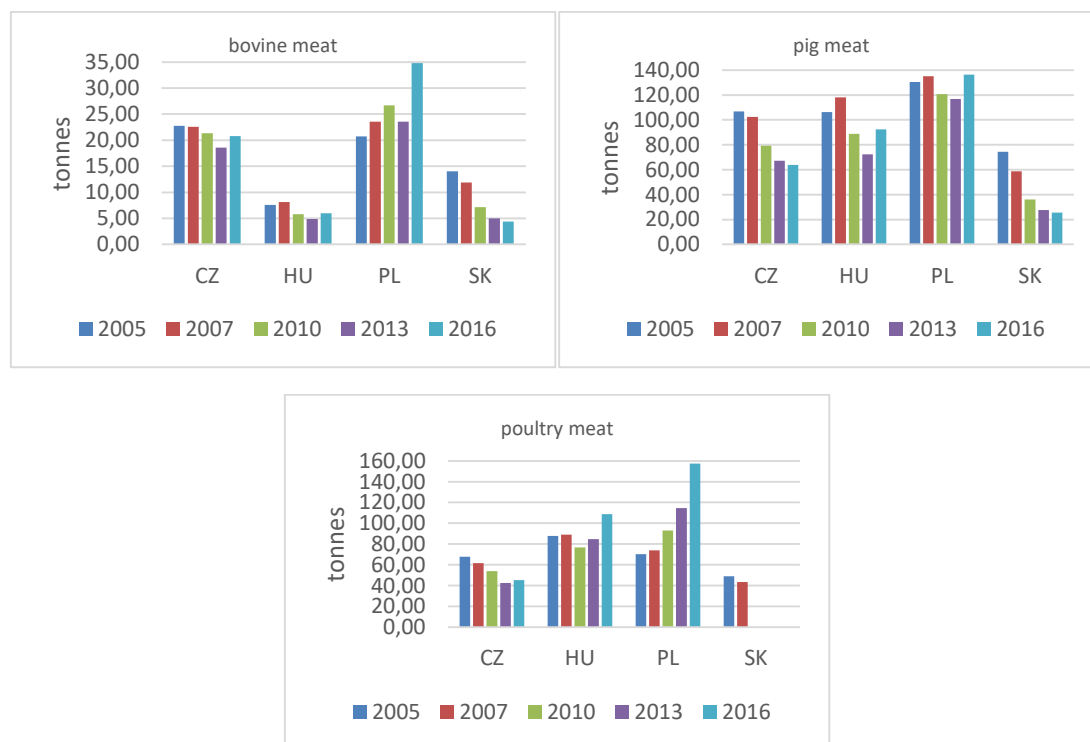 bovine meat
35,00
30,00
25,00
20,00
15,00
10,00
5,00
0,00
tonnes
CZ HU PL SK
2005 2007 2010 2013 2016
pig meat
140,00
120,00
100,00
80,00
60,00
40,00
20,00
0,00
tonnes
CZ HU PL SK
2005 2007 2010 2013 2016
poultry meat
160,00
140,00
120,00
100,00
80,00
60,00
40,00
20,00
0,00
tonnes
CZ HU PL SK
2005 2007 2010 2013 2016